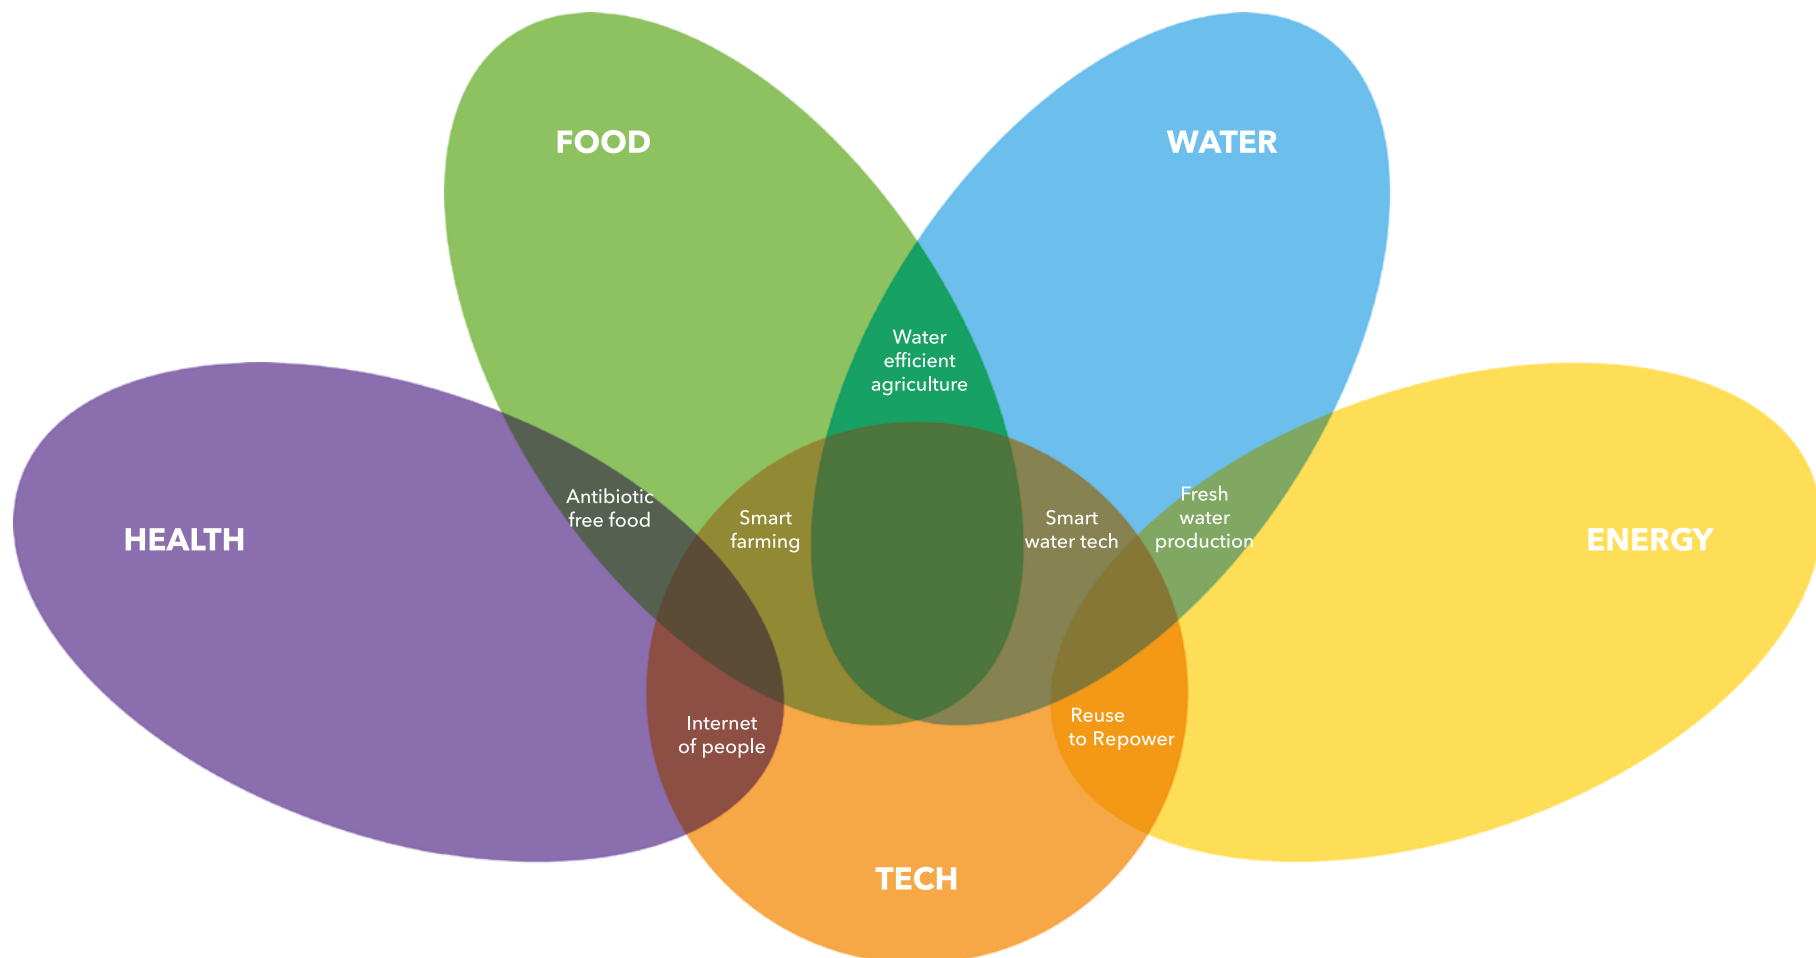 FOOD
WATER
Water
efficient
agriculture
HEALTH
Antibiotic
free food
Smart
farming
Smart
water tech
Fresh
water
production
ENERGY
Internet
of people
Reuse
to Repower
TECH